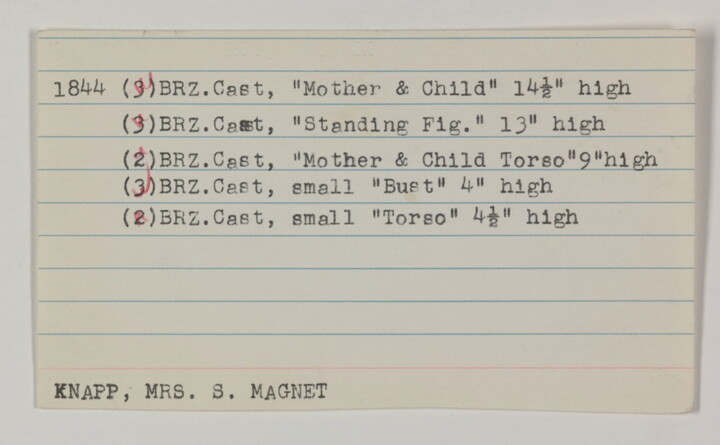 1844 (3)BRZ.Cast, "Mother & Child" 14½" high
(3)BRZ.Cast, "Standing Fig." 13" high
(2)BRZ.Cast, "Mother & Child Torso"9"high
(3)BRZ.Cast, small "Bust" 4" high
(2)BRZ.Cast, small "Torso" 4½" high
KNAPP, MRS. S. MAGNET